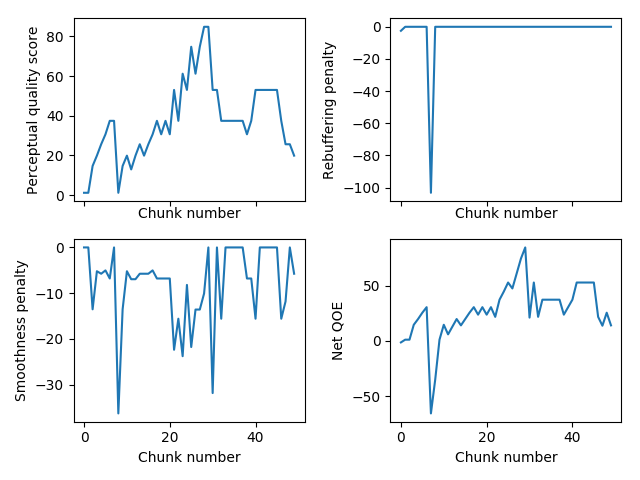 Perceptual quality score
80
60
40
20
0
Chunk number
Rebuffering penalty
0
−20
−40
−60
−80
−100
Chunk number
Smoothness penalty
0
−10
−20
−30
0 20 40
Chunk number
Net QOE
50
0
−50
0 20 40
Chunk number